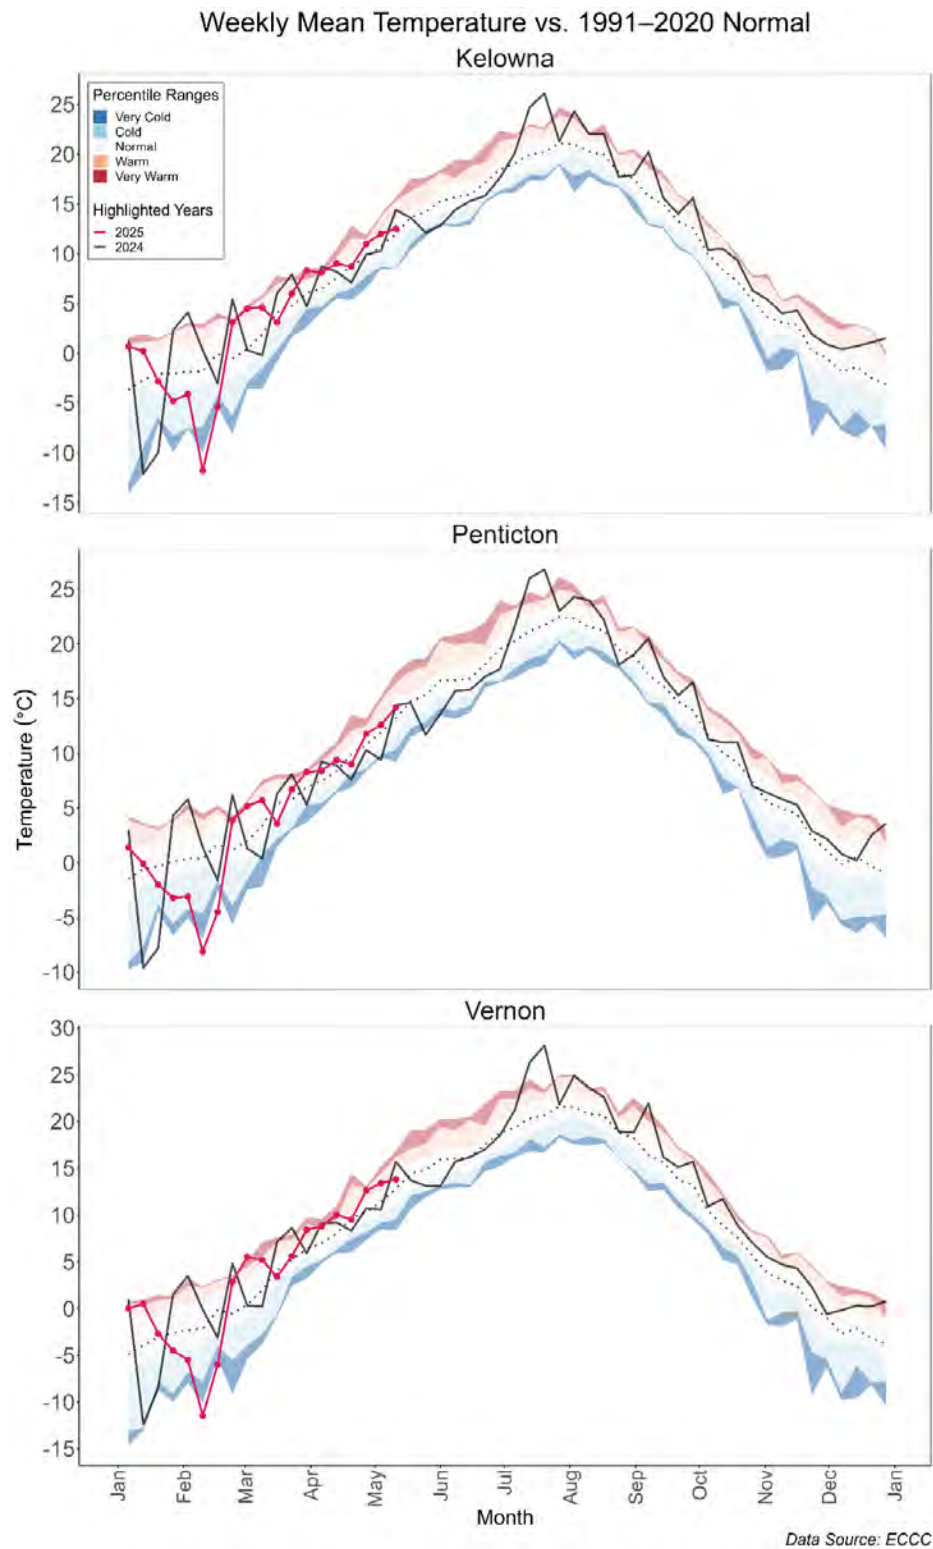 Weekly Mean Temperature vs. 1991–2020 Normal
Kelowna
Percentile Ranges
Very Cold
Cold
Normal
Warm
Very Warm
Highlighted Years
2025
2024
25
20
15
10
5
0
-5
-10
-15
Penticton
25
20
15
10
5
0
-5
-10
Temperature (°C)
Vernon
30
25
20
15
10
5
0
-5
-10
-15
Jan Feb Mar Apr May Jun Jul Aug Sep Oct Nov Dec Jan
Month
Data Source: ECCC